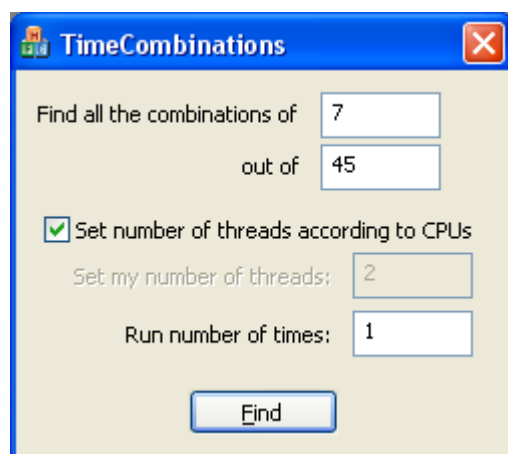 TimeCombinations
Find all the combinations of 7
out of 45
Set number of threads according to CPUs
Set my number of threads: 2
Run number of times: 1
Find